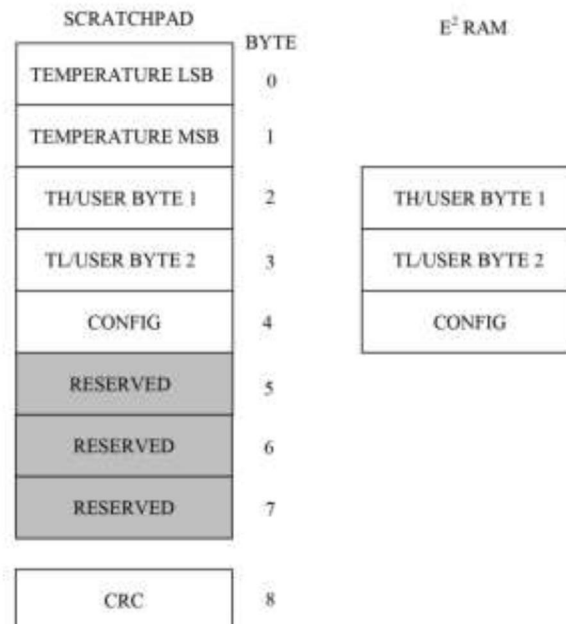 SCRATCHPAD
BYTE
E² RAM
TEMPERATURE LSB
0
TEMPERATURE MSB
1
TH/USER BYTE 1
2
TH/USER BYTE 1
TL/USER BYTE 2
3
TL/USER BYTE 2
CONFIG
4
CONFIG
RESERVED
5
RESERVED
6
RESERVED
7
CRC
8